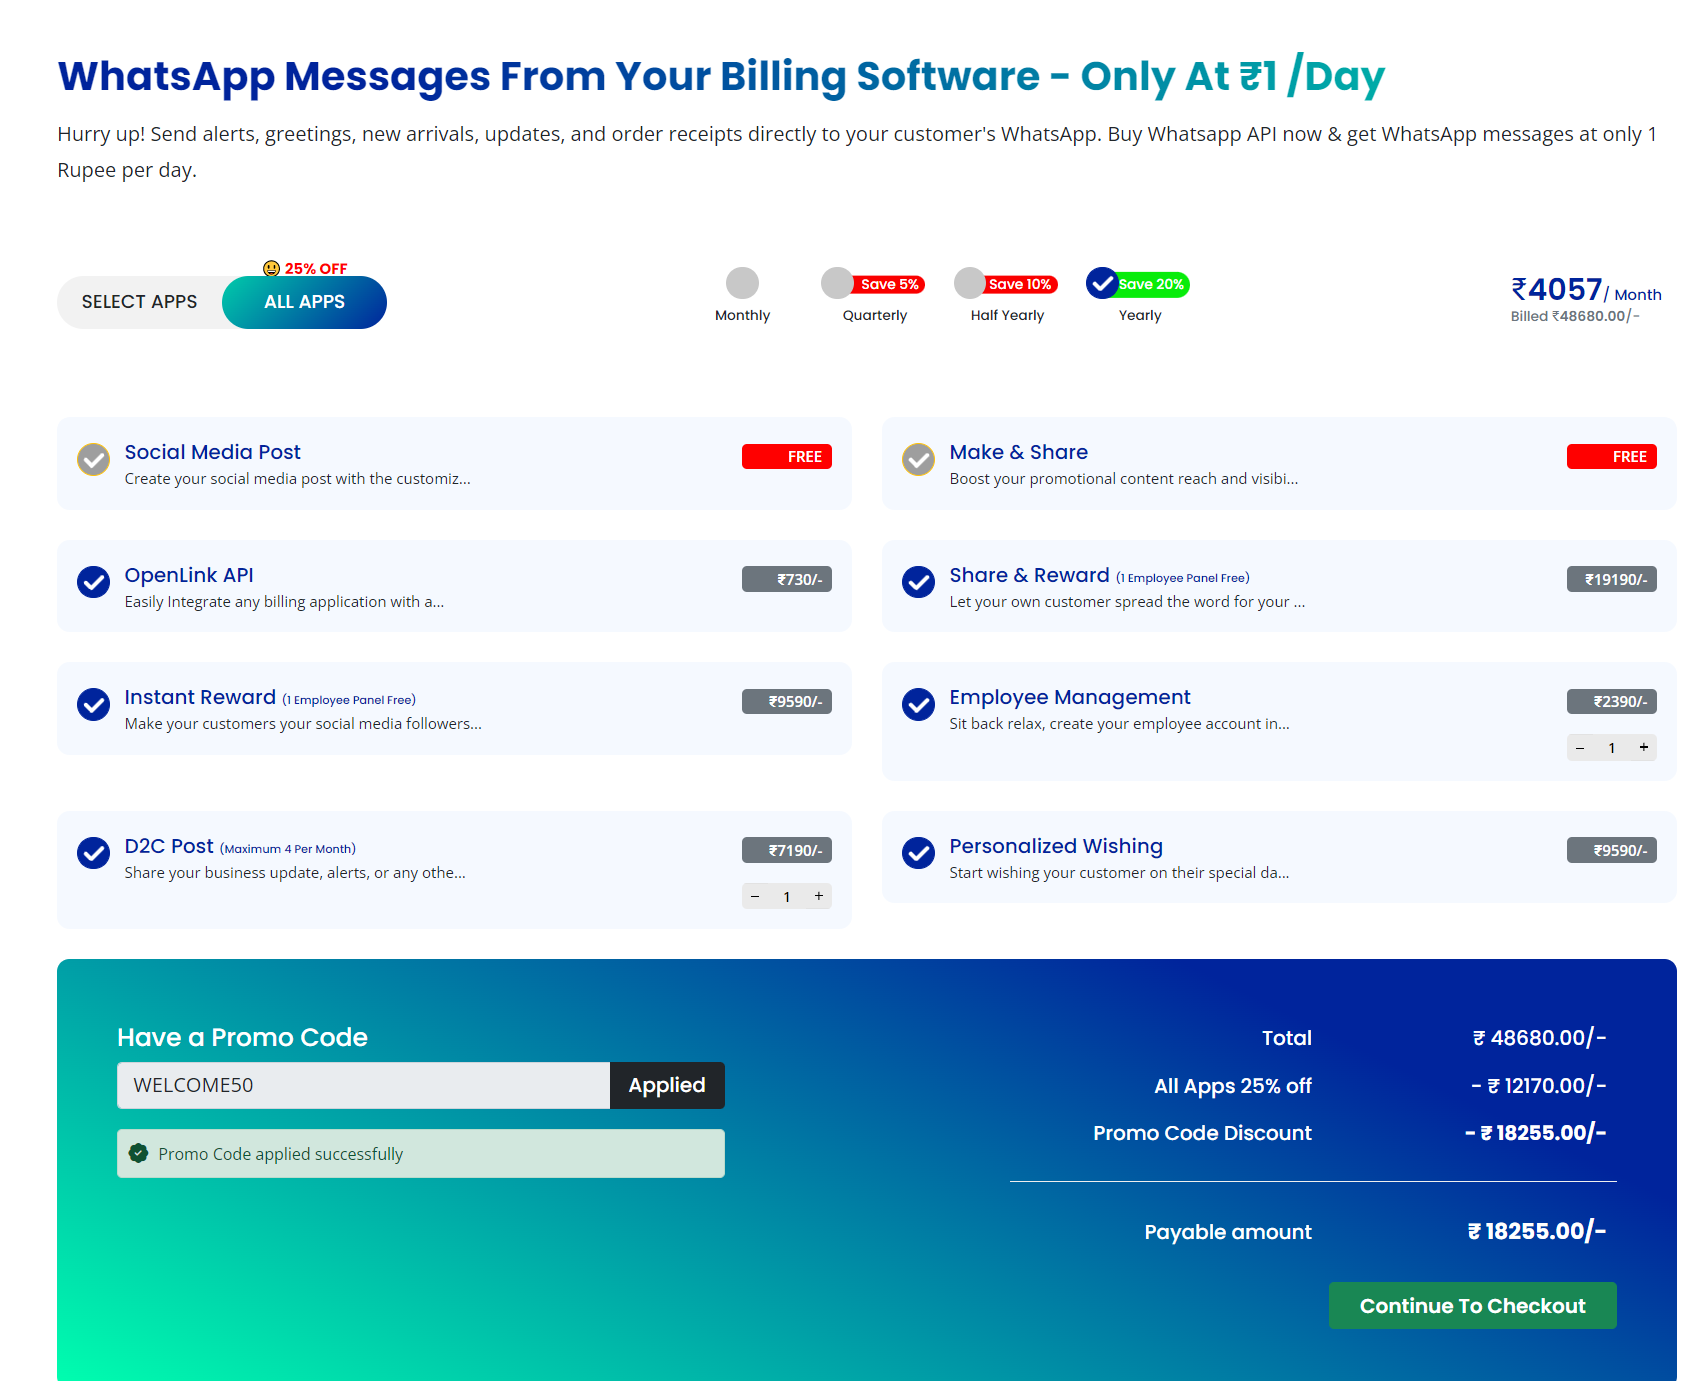 WhatsApp Messages From Your Billing Software - Only At ₹1 /Day
Hurry up! Send alerts, greetings, new arrivals, updates, and order receipts directly to your customer's WhatsApp. Buy Whatsapp API now & get WhatsApp messages at only 1
Rupee per day.
25% OFF
SELECT APPS
ALL APPS
Monthly
Save 5%
Quarterly
Save 10%
Half Yearly
Save 20%
Yearly
₹4057/ Month
Billed ₹48680.00/-
Social Media Post
FREE
Create your social media post with the customiz...
Make & Share
FREE
Boost your promotional content reach and visibi...
OpenLink API
₹730/-
Easily Integrate any billing application with a...
Share & Reward (1 Employee Panel Free)
₹19190/-
Let your own customer spread the word for your ...
Instant Reward (1 Employee Panel Free)
₹9590/-
Make your customers your social media followers...
Employee Management
₹2390/-
Sit back relax, create your employee account in...
− 1 +
D2C Post (Maximum 4 Per Month)
₹7190/-
Share your business update, alerts, or any othe...
− 1 +
Personalized Wishing
₹9590/-
Start wishing your customer on their special da...
Have a Promo Code
WELCOME50
Applied
Promo Code applied successfully
Total ₹ 48680.00/-
All Apps 25% off - ₹ 12170.00/-
Promo Code Discount - ₹ 18255.00/-
Payable amount ₹ 18255.00/-
Continue To Checkout